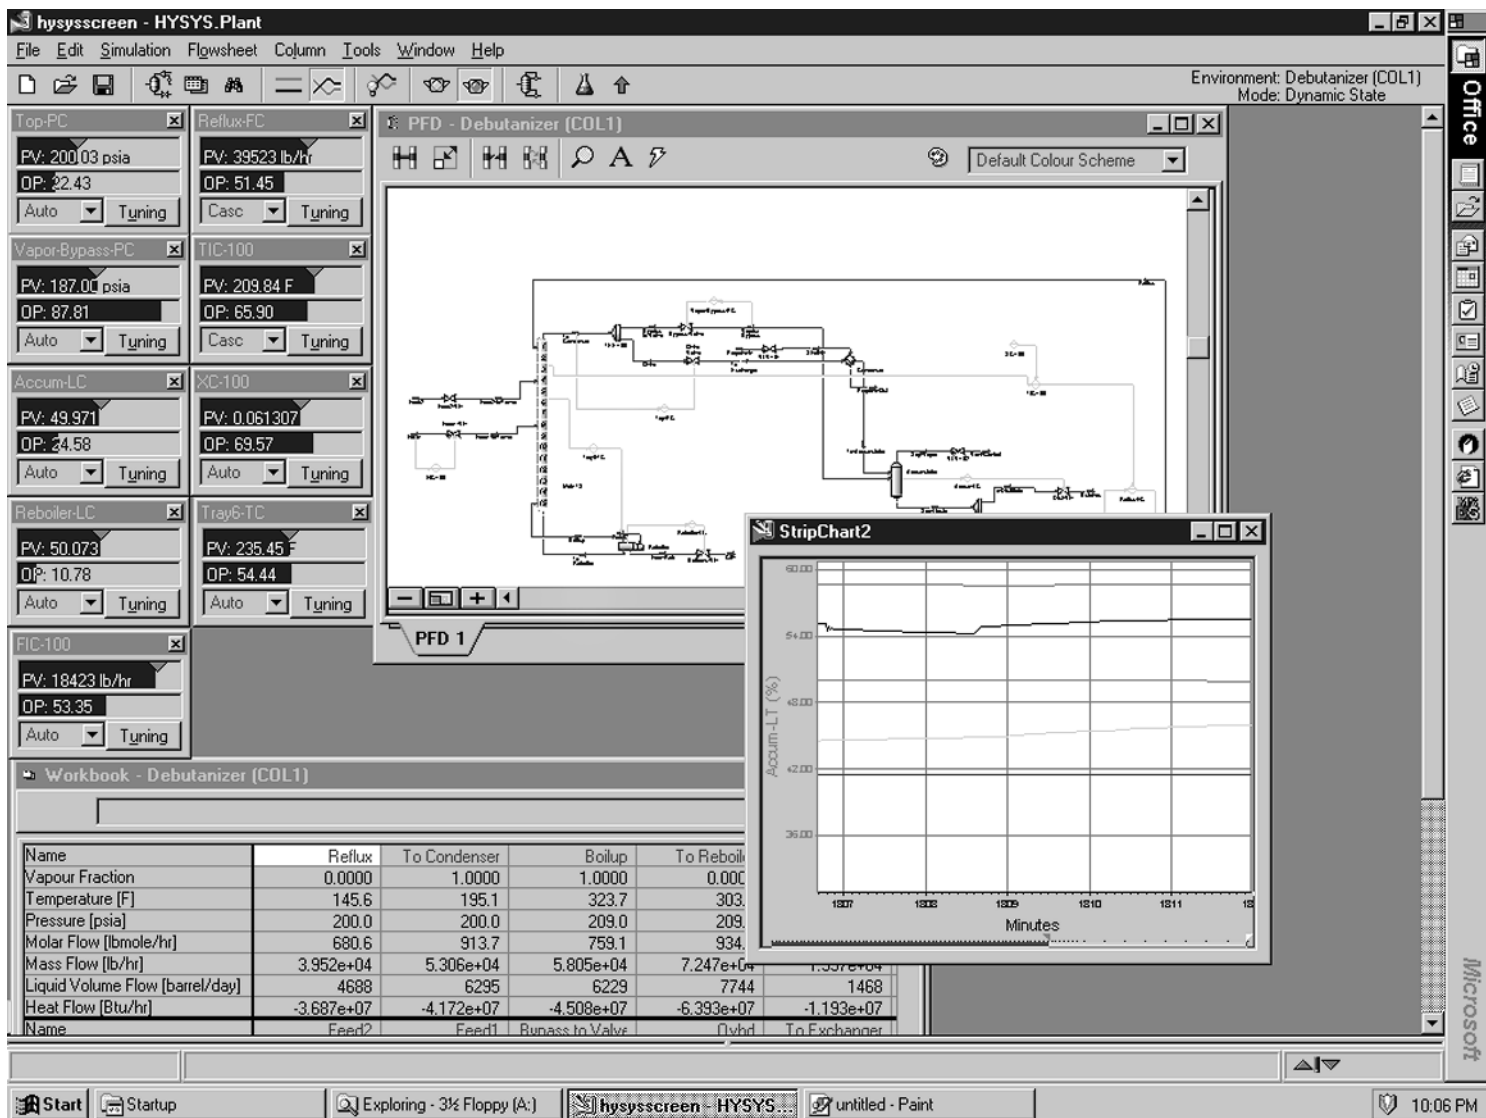 hysysscreen - HYSYS.Plant
File Edit Simulation Flowsheet Column Tools Window Help
Environment: Debutanizer (COL1)
Mode: Dynamic State
Office
Top-PC
PV: 200.03 psia
OP: 22.43
Auto Tuning
Reflux-FC
PV: 39523 lb/hr
OP: 51.45
Casc Tuning
Vapor-Bypass-PC
PV: 187.00 psia
OP: 87.81
Auto Tuning
TIC-100
PV: 209.84 F
OP: 65.90
Casc Tuning
Accum-LC
PV: 49.971
OP: 24.58
Auto Tuning
XC-100
PV: 0.061307
OP: 69.57
Auto Tuning
Reboiler-LC
PV: 50.073
OP: 10.78
Auto Tuning
Tray6-TC
PV: 235.45 F
OP: 54.44
Auto Tuning
FIC-100
PV: 18423 lb/hr
OP: 53.35
Auto Tuning
PFD - Debutanizer (COL1)
A
Default Colour Scheme
PFD 1
StripChart2
60.00
54.00
48.00
42.00
36.00
Accum-LT (%)
1807 1808 1809 1810 1811 18
Minutes
Workbook - Debutanizer (COL1)
Name Reflux To Condenser Boilup To Reboile
Vapour Fraction 0.0000 1.0000 1.0000 0.000
Temperature [F] 145.6 195.1 323.7 303.
Pressure [psia] 200.0 200.0 209.0 209.
Molar Flow [lbmole/hr] 680.6 913.7 759.1 934.
Mass Flow [lb/hr] 3.952e+04 5.306e+04 5.805e+04 7.247e+04
Liquid Volume Flow [barrel/day] 4688 6295 6229 7744 1468
Heat Flow [Btu/hr] -3.687e+07 -4.172e+07 -4.508e+07 -6.393e+07 -1.193e+07
Name Feed2 Feed1 Bypass to Valve Ovhd To Exchanger
Microsoft
Start Startup Exploring - 3½ Floppy (A:) hysysscreen - HYSYS... untitled - Paint 10:06 PM